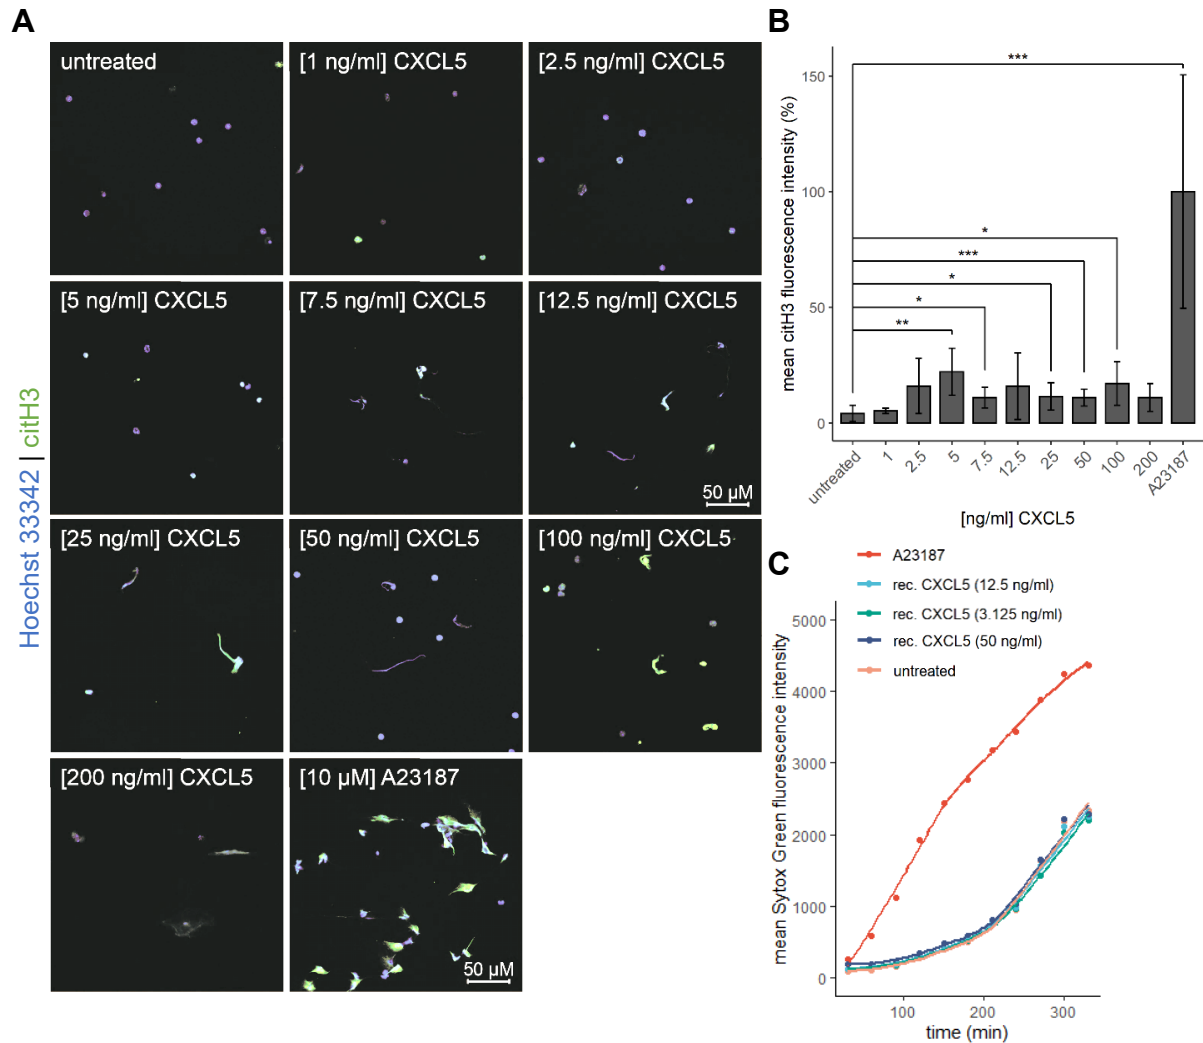 A
Hoechst 33342 | citH3
untreated
[1 ng/ml] CXCL5
[2.5 ng/ml] CXCL5
[5 ng/ml] CXCL5
[7.5 ng/ml] CXCL5
[12.5 ng/ml] CXCL5
50 µM
[25 ng/ml] CXCL5
[50 ng/ml] CXCL5
[100 ng/ml] CXCL5
[200 ng/ml] CXCL5
[10 µM] A23187
50 µM
B
mean citH3 fluorescence intensity (%)
150
100
50
0
***
*
***
*
*
**
untreated
1
2.5
5
7.5
12.5
25
50
100
200
A23187
[ng/ml] CXCL5
C
A23187
rec. CXCL5 (12.5 ng/ml)
rec. CXCL5 (3.125 ng/ml)
rec. CXCL5 (50 ng/ml)
untreated
mean Sytox Green fluorescence intensity
5000
4000
3000
2000
1000
0
100
200
300
time (min)